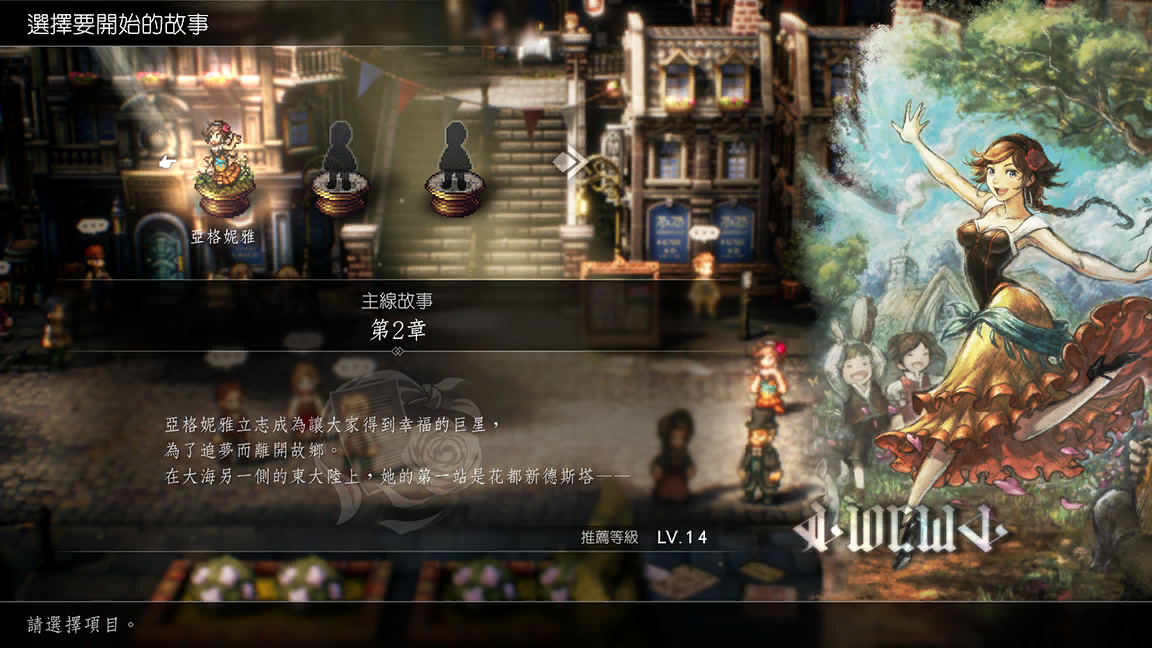 選擇要開始的故事
亞格妮雅
主線故事
第2章
亞格妮雅立志成為讓大家得到幸福的巨星，
為了追夢而離開故鄉。
在大海另一側的東大陸上，她的第一站是花都新德斯塔——
推薦等級 LV.14
請選擇項目。